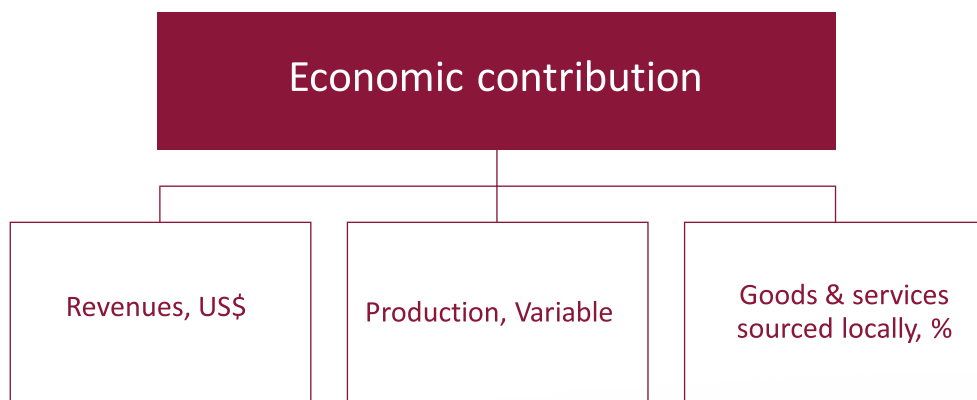 Economic contribution
Revenues, US$
Production, Variable
Goods & services
sourced locally, %